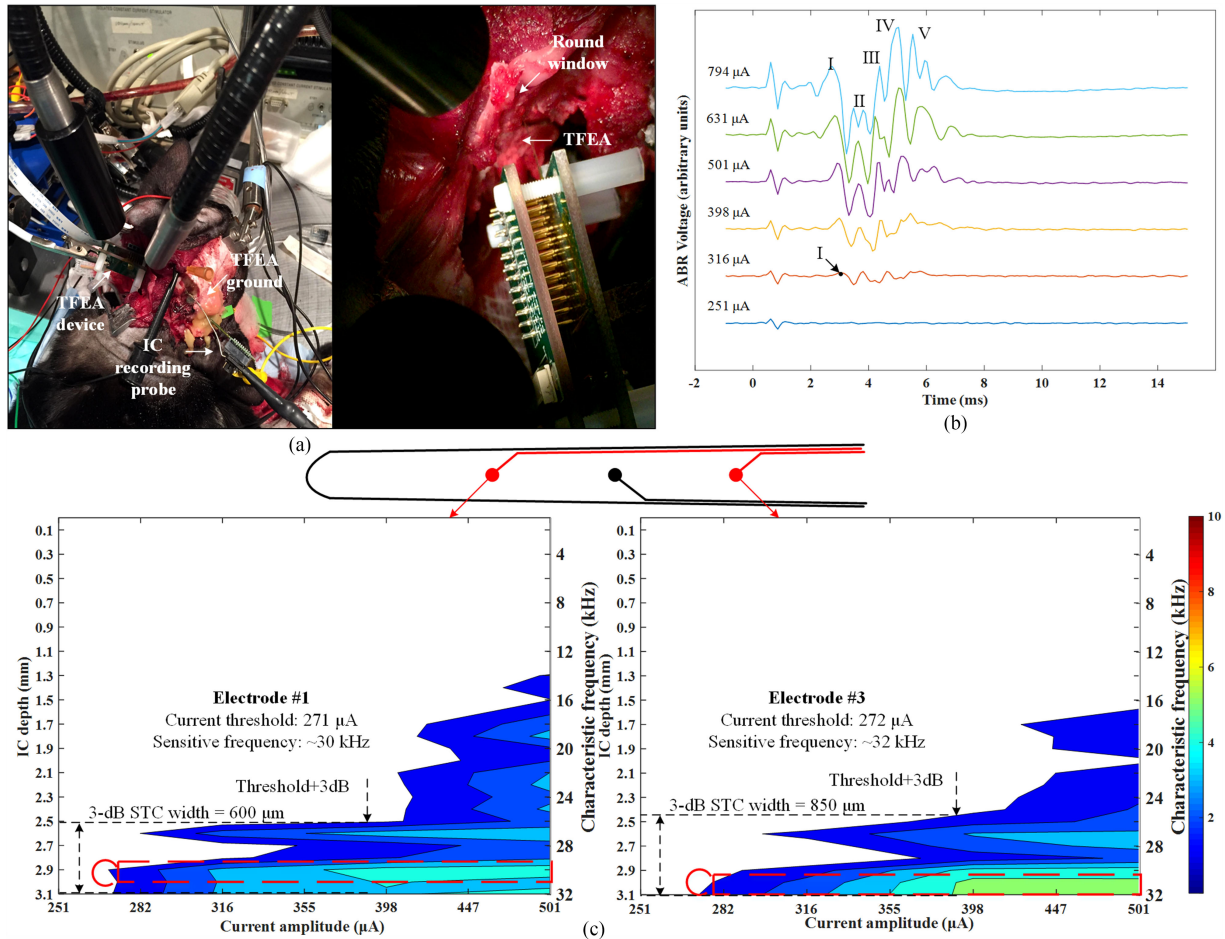 Round
window
TFEA
TFEA
ground
TFEA
device
IC
recording
probe
(a)
ABR Voltage (arbitrary units)
794 µA
631 µA
501 µA
398 µA
316 µA
251 µA
I
II
III
IV
V
I
-2 0 2 4 6 8 10 12 14
Time (ms)
(b)
IC depth (mm)
0.1
0.3
0.5
0.7
0.9
1.1
1.3
1.5
1.7
1.9
2.1
2.3
2.5
2.7
2.9
3.1
Electrode #1
Current threshold: 271 µA
Sensitive frequency: ~30 kHz
Threshold+3dB
3-dB STC width = 600 µm
251 282 316 398 398 447 501
Current amplitude (µA)
4
8
12
16
20
24
28
32
Characteristic frequency (kHz)
(c)
IC depth (mm)
0.1
0.3
0.5
0.7
0.9
1.1
1.3
1.5
1.7
1.9
2.1
2.3
2.5
2.7
2.9
3.1
Electrode #3
Current threshold: 272 µA
Sensitive frequency: ~32 kHz
Threshold+3dB
3-dB STC width = 850 µm
251 282 316 355 398 447 501
Current amplitude (µA)
4
8
12
16
20
24
28
32
Characteristic frequency (kHz)
10
8
6
4
2